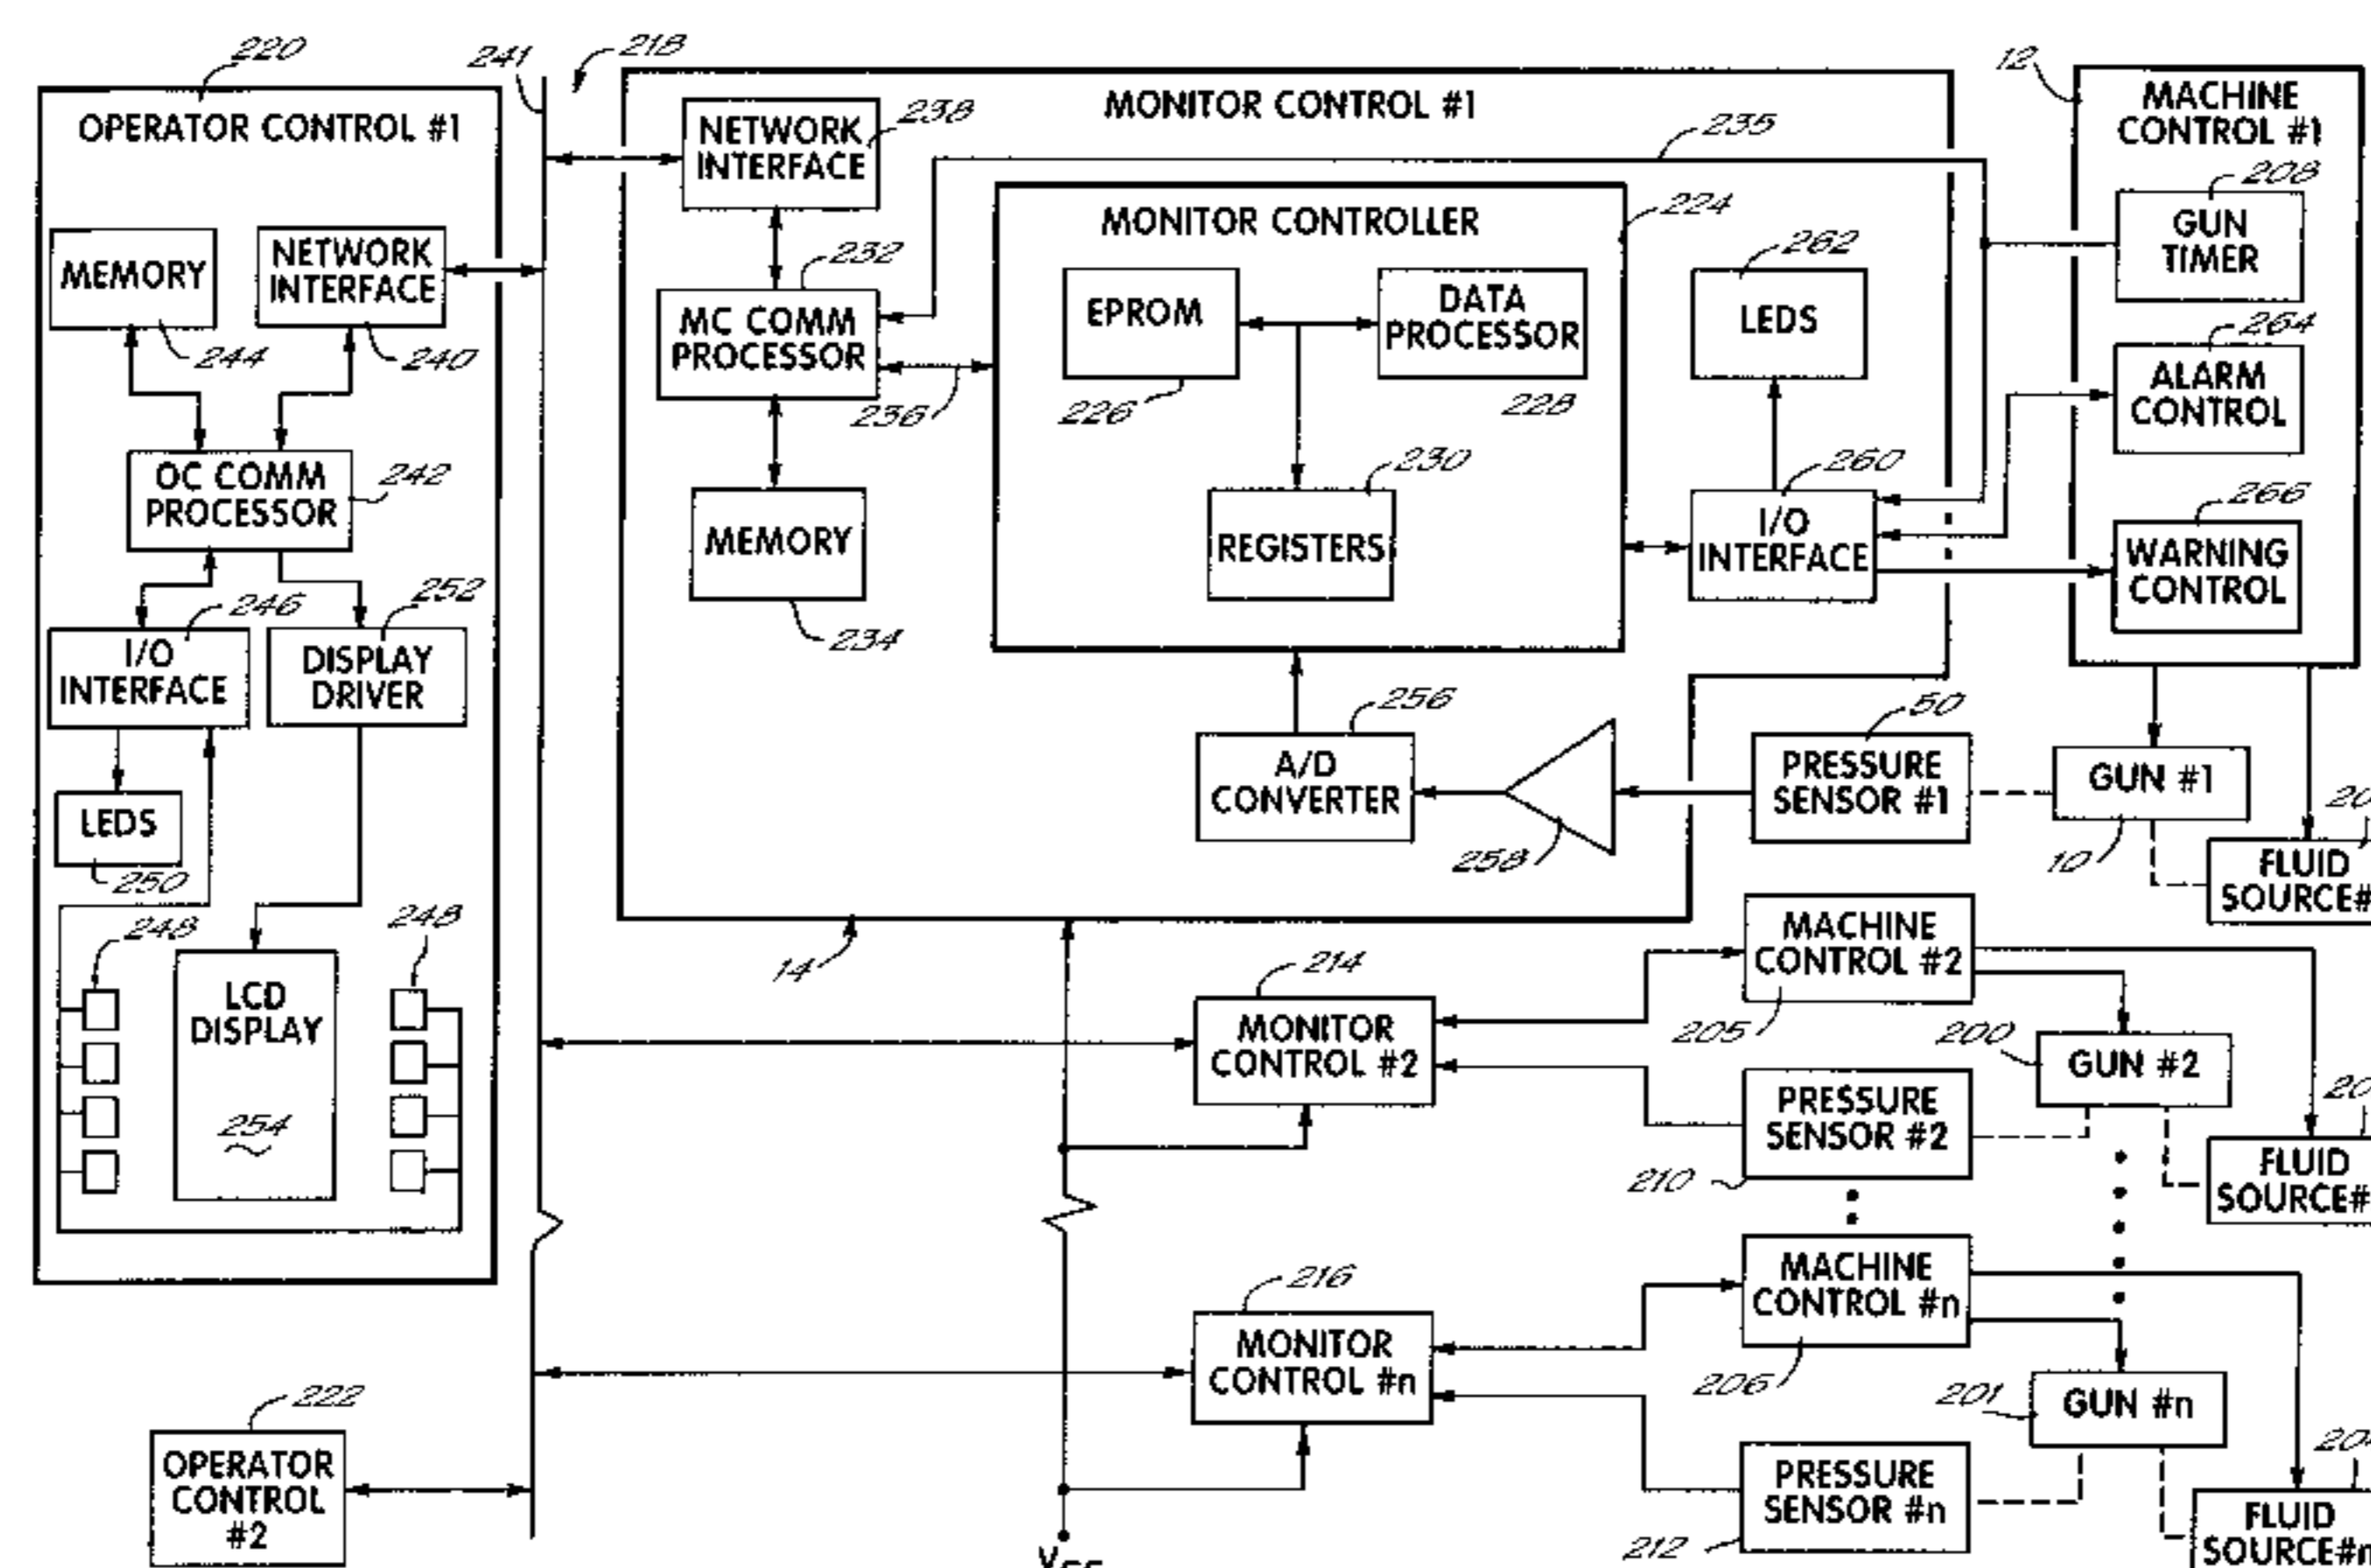 220
OPERATOR CONTROL #1
MEMORY
244
NETWORK
INTERFACE
240
OC COMM
PROCESSOR
242
I/O
INTERFACE
246
DISPLAY
DRIVER
252
LEDS
250
248
248
LCD
DISPLAY
254
222
OPERATOR
CONTROL
#2
241
218
MONITOR CONTROL #1
NETWORK
INTERFACE
238
235
MC COMM
PROCESSOR
232
236
MEMORY
234
MONITOR CONTROLLER
224
EPROM
226
DATA
PROCESSOR
228
REGISTERS
230
LEDS
262
I/O
INTERFACE
260
A/D
CONVERTER
256
258
14
12
MACHINE
CONTROL #1
208
GUN
TIMER
264
ALARM
CONTROL
266
WARNING
CONTROL
50
PRESSURE
SENSOR #1
GUN #1
10
20
FLUID
SOURCE#
214
MONITOR
CONTROL #2
MACHINE
CONTROL #2
205
200
GUN #2
PRESSURE
SENSOR #2
210
20
FLUID
SOURCE#
216
MONITOR
CONTROL #n
MACHINE
CONTROL #n
206
201
GUN #n
PRESSURE
SENSOR #n
212
20
FLUID
SOURCE#n